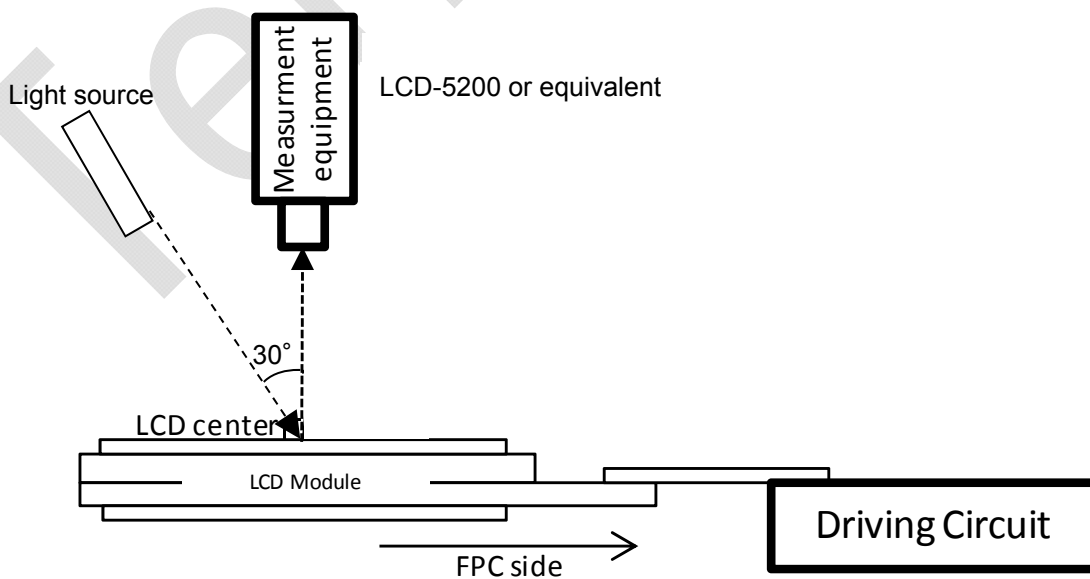 Measurment
equipment
LCD-5200 or equivalent
Light source
30°
LCD center
LCD Module
Driving Circuit
FPC side